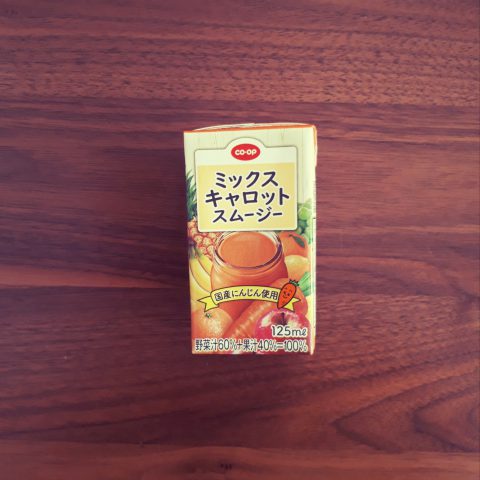 CO·OP
ミックス
キャロット
スムージー
国産にんじん使用
125mℓ
野菜汁60%+果汁40%=100%